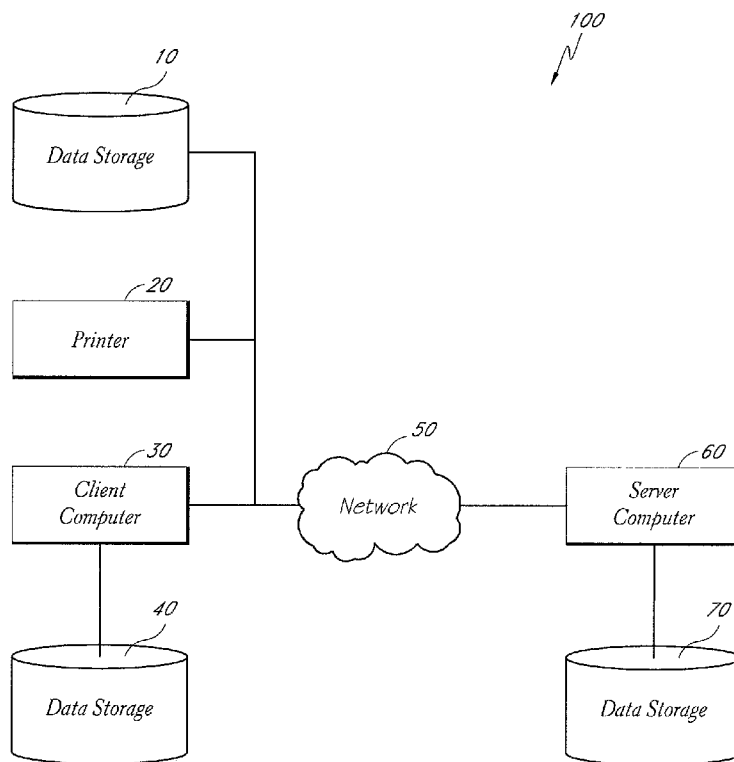 100
10
Data Storage
20
Printer
30
Client
Computer
50
Network
60
Server
Computer
40
Data Storage
70
Data Storage